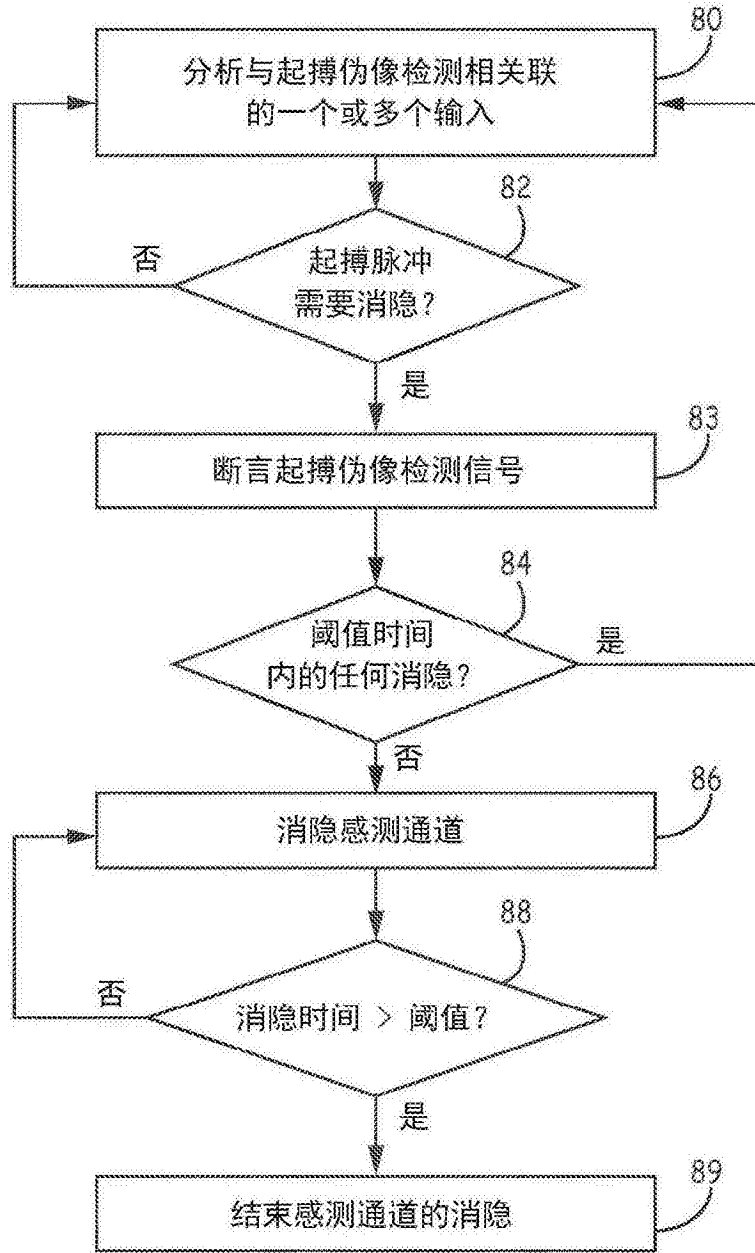 80
分析与起搏伪像检测相关联
的一个或多个输入
82
否
起搏脉冲
需要消隐?
是
83
断言起搏伪像检测信号
84
阈值时间
内的任何消隐?
是
否
86
消隐感测通道
88
否
消隐时间 > 阈值?
是
89
结束感测通道的消隐